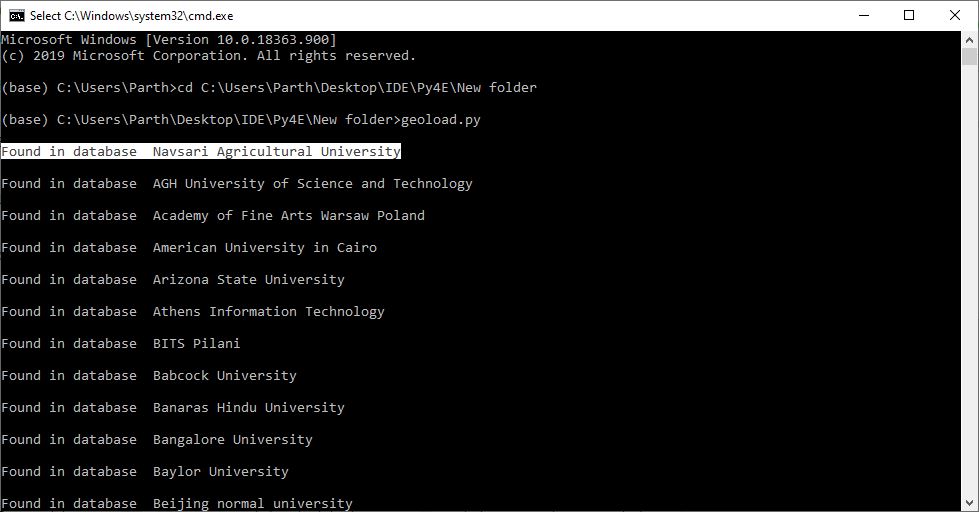 Select C:\Windows\system32\cmd.exe
Microsoft Windows [Version 10.0.18363.900]
(c) 2019 Microsoft Corporation. All rights reserved.
(base) C:\Users\Parth>cd C:\Users\Parth\Desktop\IDE\Py4E\New folder
(base) C:\Users\Parth\Desktop\IDE\Py4E\New folder>geoload.py
Found in database  Navsari Agricultural University
Found in database  AGH University of Science and Technology
Found in database  Academy of Fine Arts Warsaw Poland
Found in database  American University in Cairo
Found in database  Arizona State University
Found in database  Athens Information Technology
Found in database  BITS Pilani
Found in database  Babcock University
Found in database  Banaras Hindu University
Found in database  Bangalore University
Found in database  Baylor University
Found in database  Beijing normal university